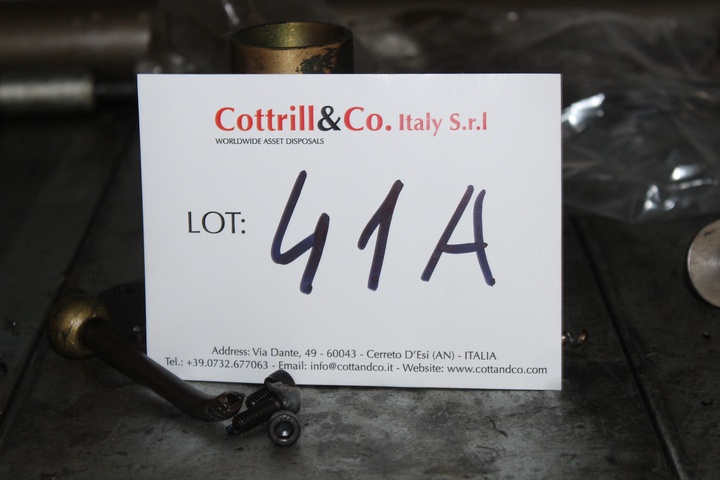 Cottrill&Co. Italy S.r.l
WORLDWIDE ASSET DISPOSALS
LOT: 41A
Address: Via Dante, 49 - 60043 - Cerreto D'Esi (AN) - ITALIA
Tel.: +39.0732.677063 - Email: info@cottandco.it - Website: www.cottandco.com